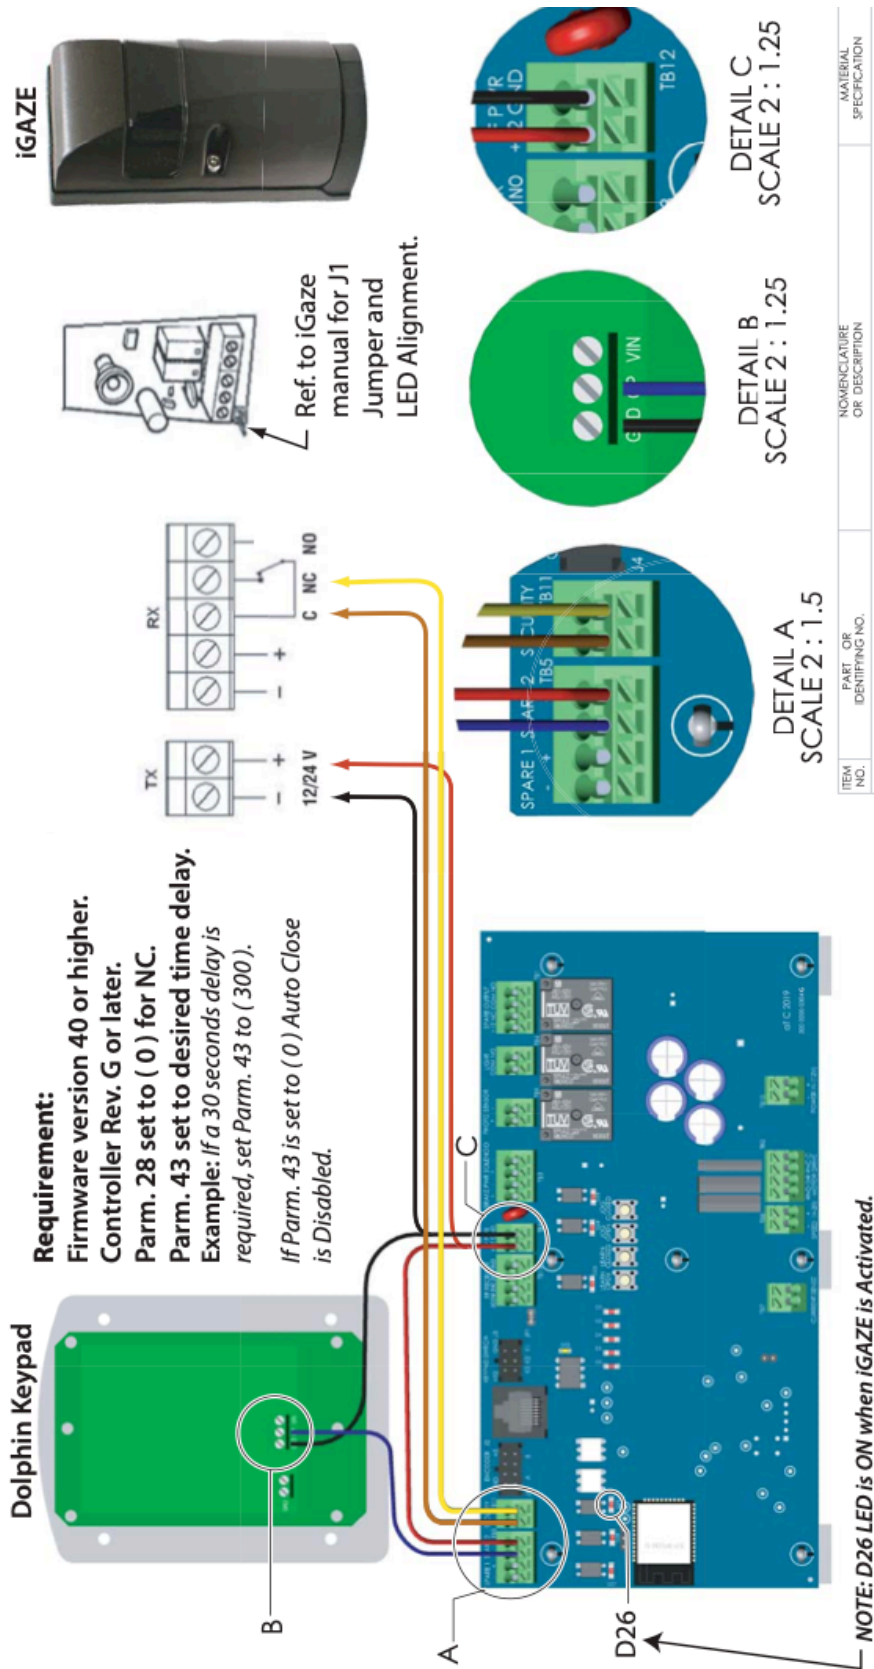 Dolphin Keypad
Requirement:
Firmware version 40 or higher.
Controller Rev. G or later.
Parm. 28 set to ( 0 ) for NC.
Parm. 43 set to desired time delay.
Example: If a 30 seconds delay is
required, set Parm. 43 to ( 300 ).
If Parm. 43 is set to ( 0 ) Auto Close
is Disabled.
TX
- +
12/24 V
RX
- + C NC NO
iGAZE
Ref. to iGaze
manual for J1
Jumper and
LED Alignment.
B
A
C
D26
NOTE: D26 LED is ON when iGAZE is Activated.
SPARE 1
- +
TB5
TB11
J4
DETAIL A
SCALE 2 : 1.5
VIN
DETAIL B
SCALE 2 : 1.25
TB12
DETAIL C
SCALE 2 : 1.25
ITEM
NO.
PART OR
IDENTIFYING NO.
NOMENCLATURE
OR DESCRIPTION
MATERIAL
SPECIFICATION